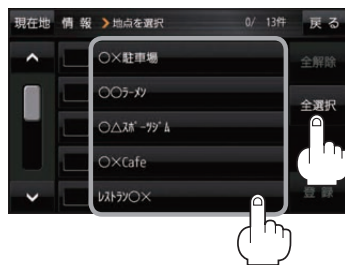 現在地 情 報 ❯地点を選択 0/ 13件 戻 る
全解除
○×駐車場
○○ラーメン
全選択
○△スポーツジム
○×Cafe
レストラン○×
登 録